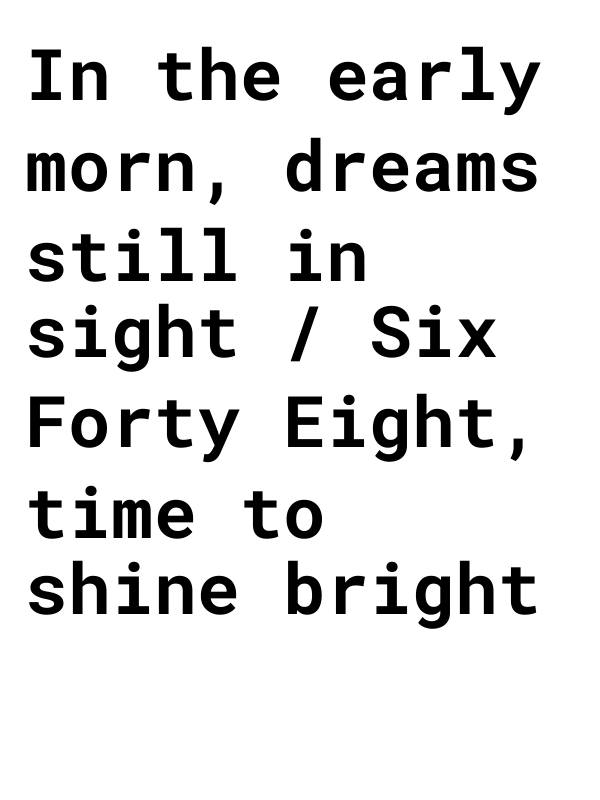 In the early
morn, dreams
still in
sight / Six
Forty Eight,
time to
shine bright